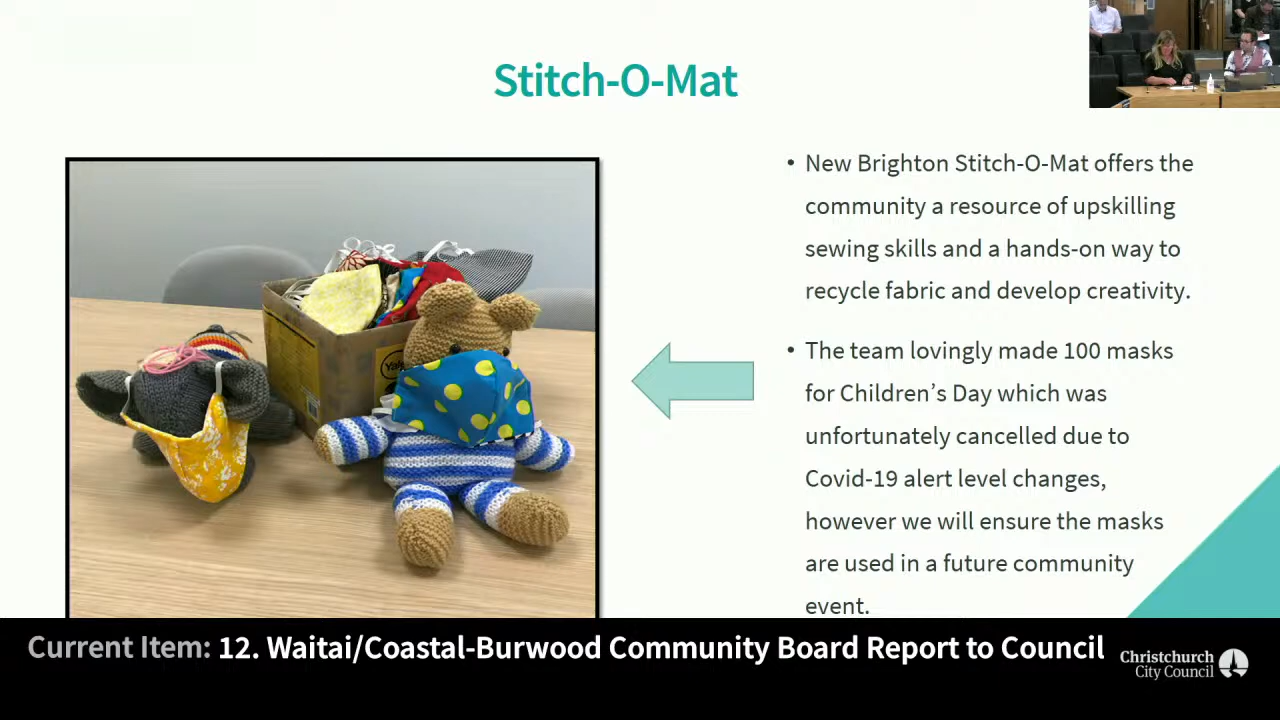 Stitch-O-Mat
• New Brighton Stitch-O-Mat offers the
community a resource of upskilling
sewing skills and a hands-on way to
recycle fabric and develop creativity.
• The team lovingly made 100 masks
for Children’s Day which was
unfortunately cancelled due to
Covid-19 alert level changes,
however we will ensure the masks
are used in a future community
event.
Current Item: 12. Waitai/Coastal-Burwood Community Board Report to Council
Christchurch
City Council